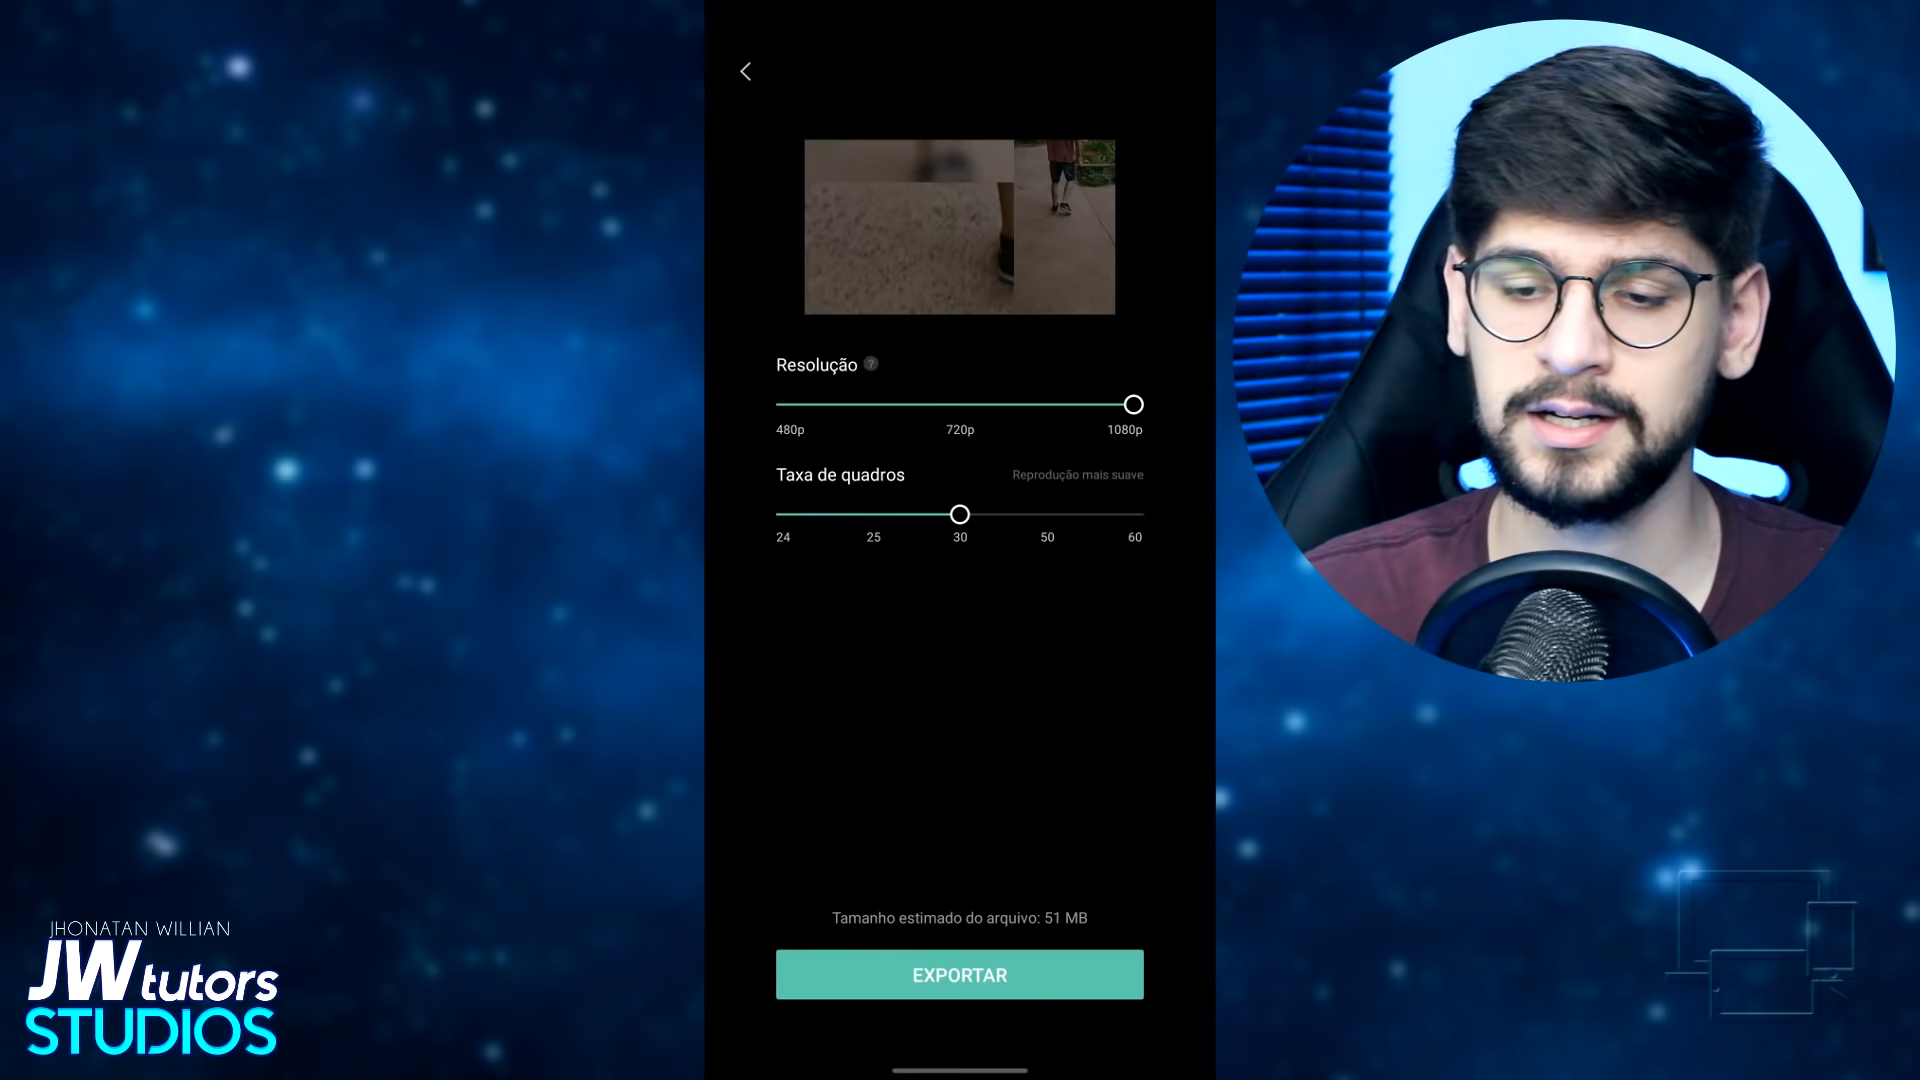 Resolução ?
480p 720p 1080p
Taxa de quadros Reprodução mais suave
24 25 30 50 60
Tamanho estimado do arquivo: 51 MB
EXPORTAR
JHONATAN WILLIAN
JW tutors
STUDIOS